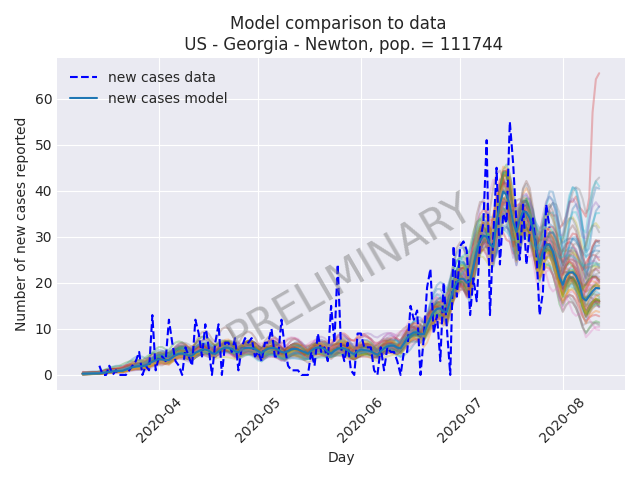 Model comparison to data
US - Georgia - Newton, pop. = 111744
new cases data
new cases model
Number of new cases reported
60
50
40
30
20
10
0
PRELIMINARY
2020-04
2020-05
2020-06
2020-07
2020-08
Day